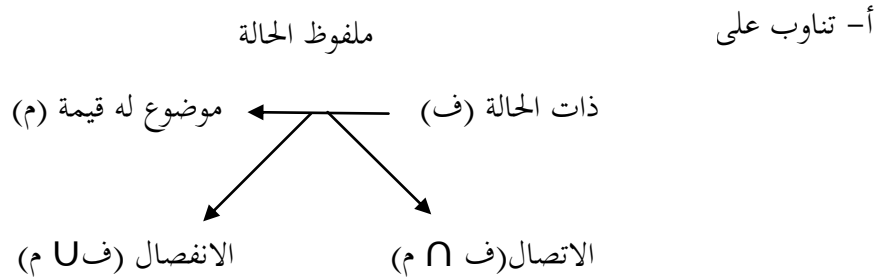 أ- تناوب على
ملفوظ الحالة
ذات الحالة (ف) موضوع له قيمة (م)
الاتصال(ف ∩ م) الانفصال (ف∪ م)